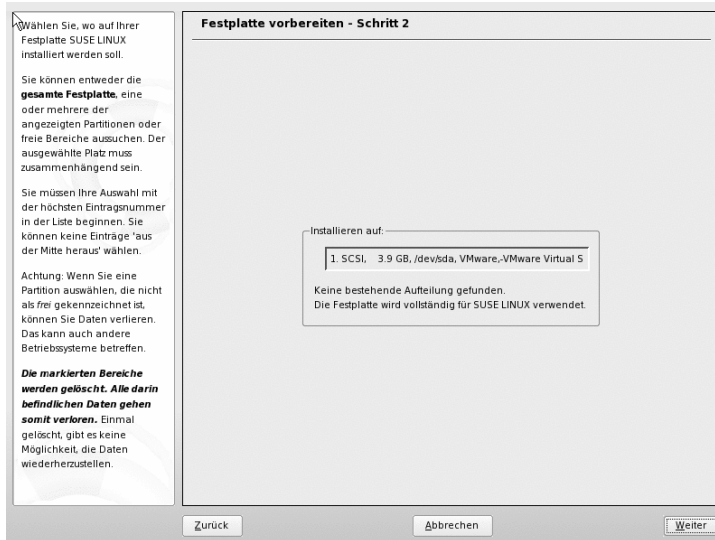 Wählen Sie, wo auf Ihrer
Festplatte SUSE LINUX
installiert werden soll.
Sie können entweder die
gesamte Festplatte, eine
oder mehrere der
angezeigten Partitionen oder
freie Bereiche aussuchen. Der
ausgewählte Platz muss
zusammenhängend sein.
Sie müssen Ihre Auswahl mit
der höchsten Eintragsnummer
in der Liste beginnen. Sie
können keine Einträge 'aus
der Mitte heraus' wählen.
Achtung: Wenn Sie eine
Partition auswählen, die nicht
als frei gekennzeichnet ist,
können Sie Daten verlieren.
Das kann auch andere
Betriebssysteme betreffen.
Die markierten Bereiche
werden gelöscht. Alle darin
befindlichen Daten gehen
somit verloren. Einmal
gelöscht, gibt es keine
Möglichkeit, die Daten
wiederherzustellen.
Festplatte vorbereiten - Schritt 2
Installieren auf:
1. SCSI, 3.9 GB, /dev/sda, VMware,-VMware Virtual S
Keine bestehende Aufteilung gefunden.
Die Festplatte wird vollständig für SUSE LINUX verwendet.
Zurück
Abbrechen
Weiter